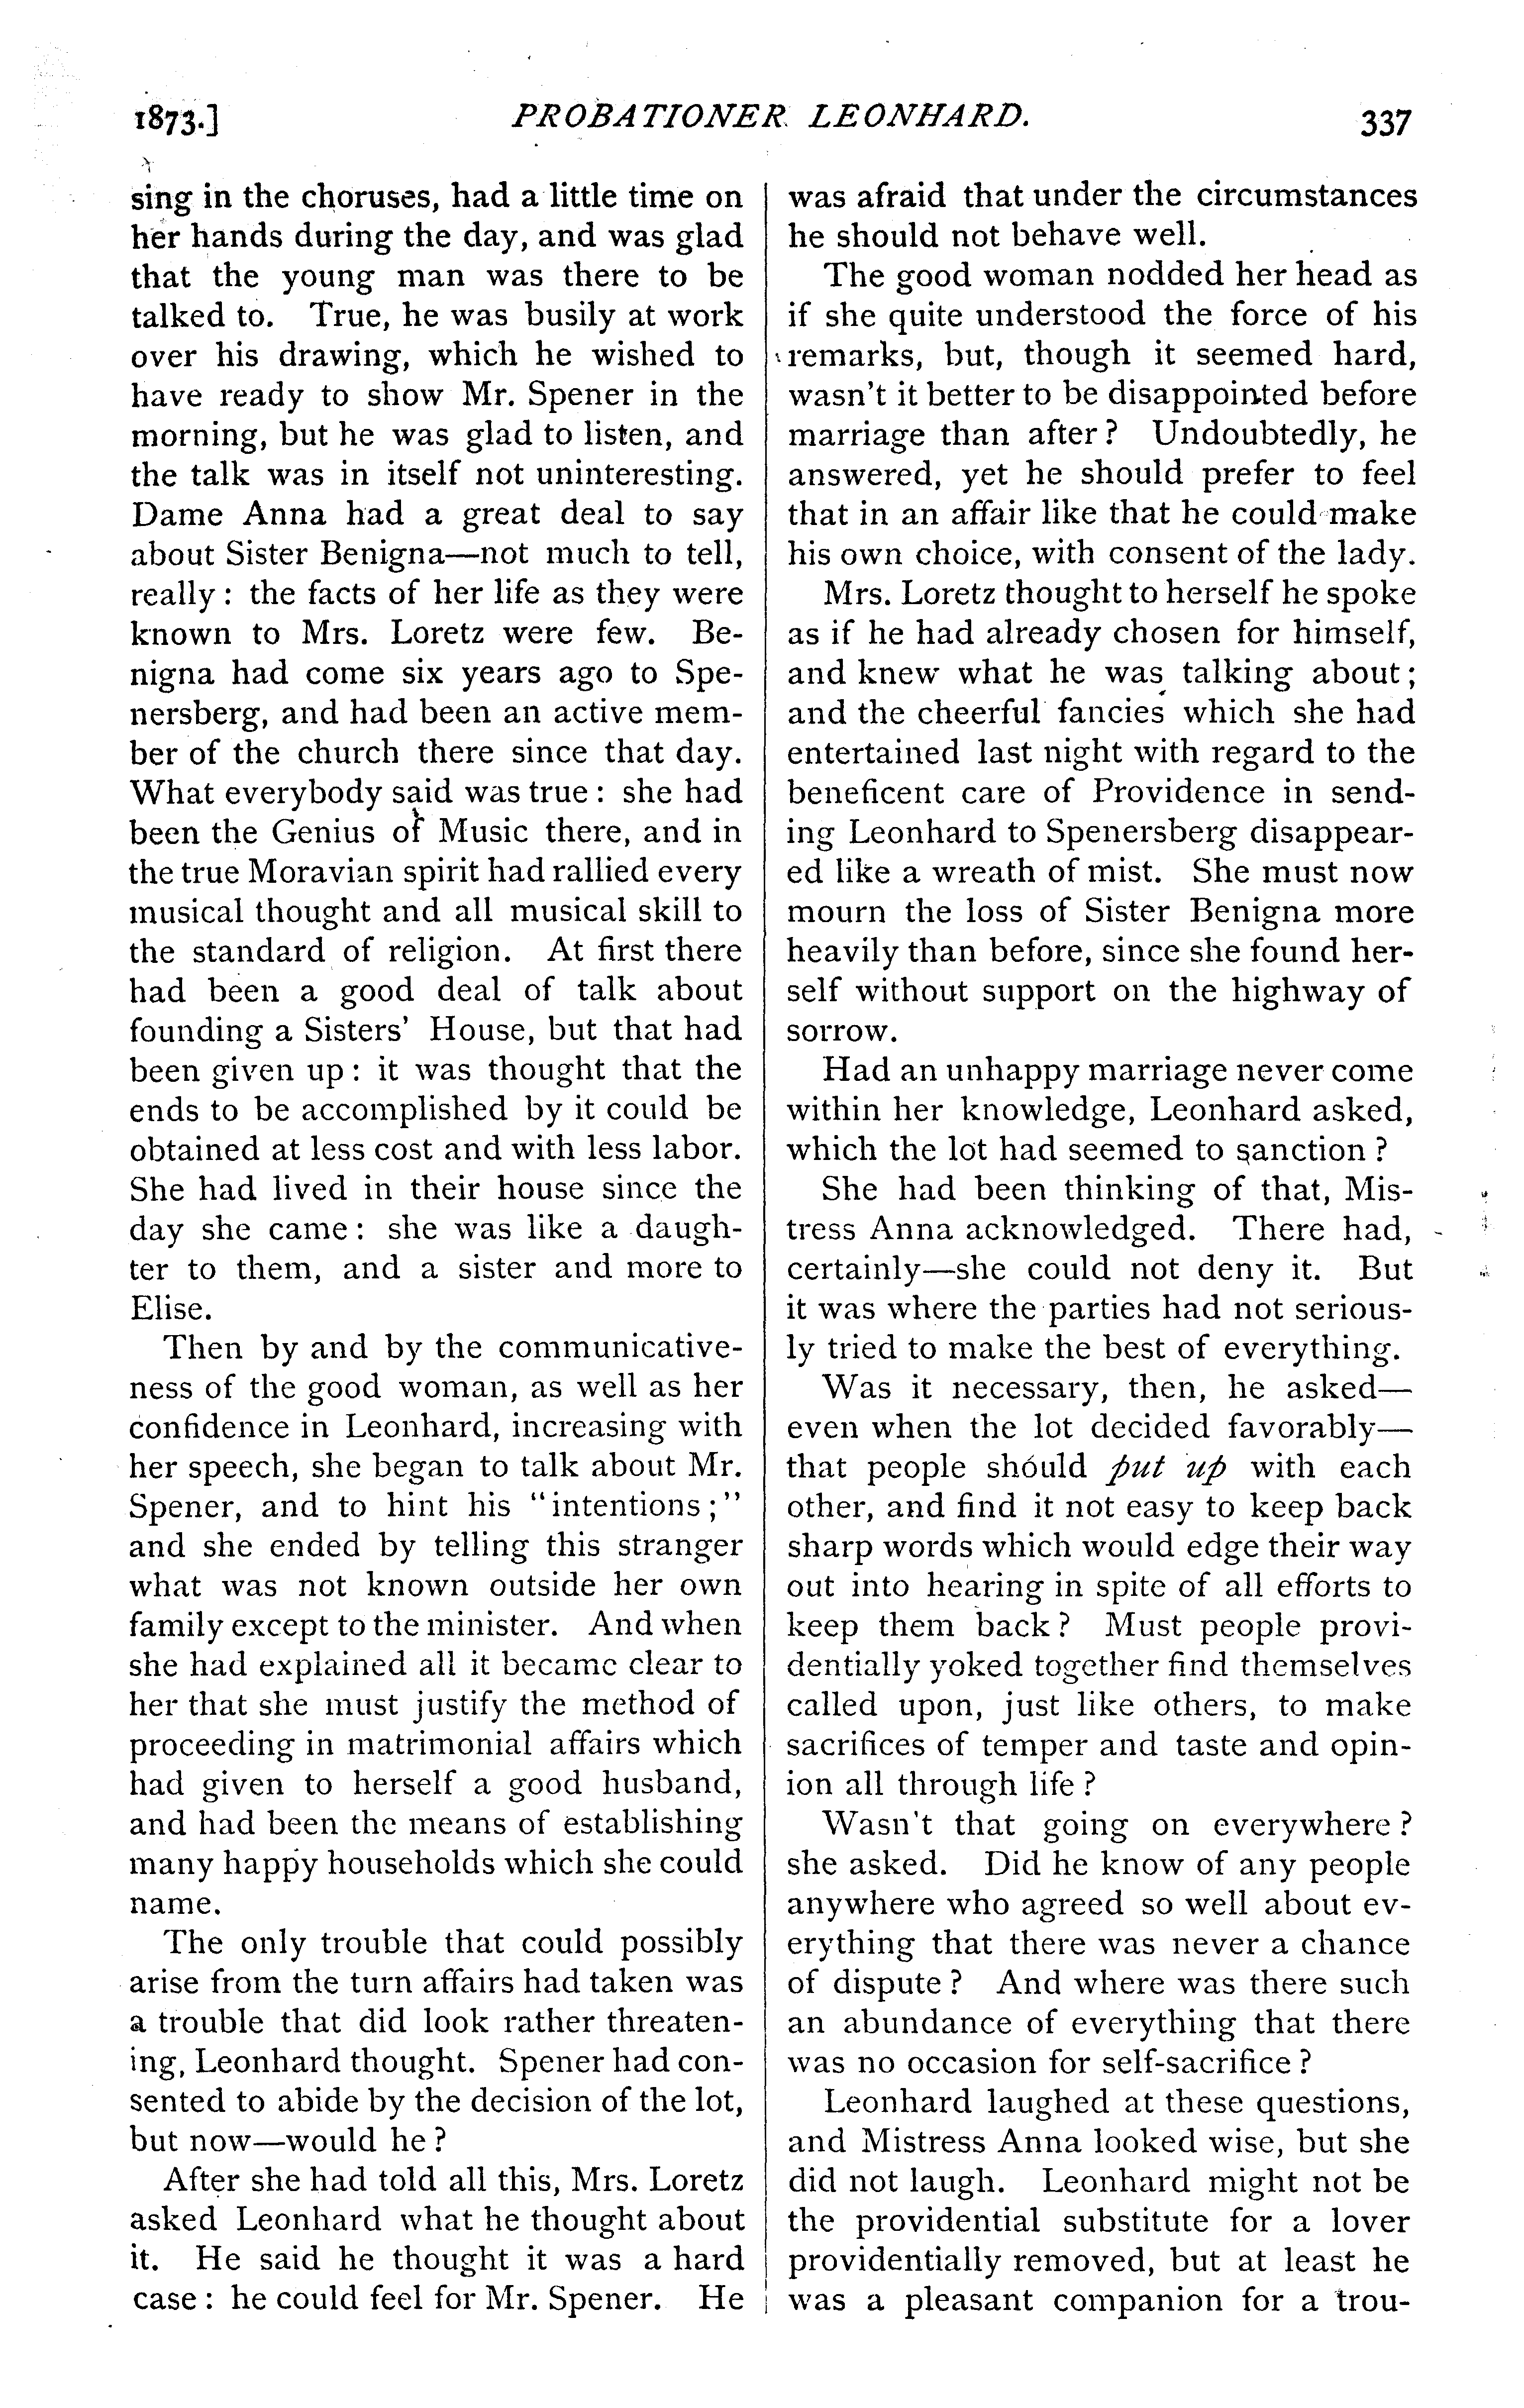 1873.] PROBATIONER LEONHARD. 337
sing in the choruses, had a little time on
her hands during the day, and was glad
that the young man was there to be
talked to. True, he was busily at work
over his drawing, which he wished to
have ready to show Mr. Spener in the
morning, but he was glad to listen, and
the talk was in itself not uninteresting.
Dame Anna had a great deal to say
about Sister Benigna—not much to tell,
really: the facts of her life as they were
known to Mrs. Loretz were few. Be-
nigna had come six years ago to Spe-
nersberg, and had been an active mem-
ber of the church there since that day.
What everybody said was true: she had
been the Genius of Music there, and in
the true Moravian spirit had rallied every
musical thought and all musical skill to
the standard of religion. At first there
had been a good deal of talk about
founding a Sisters' House, but that had
been given up: it was thought that the
ends to be accomplished by it could be
obtained at less cost and with less labor.
She had lived in their house since the
day she came: she was like a daugh-
ter to them, and a sister and more to
Elise.
Then by and by the communicative-
ness of the good woman, as well as her
confidence in Leonhard, increasing with
her speech, she began to talk about Mr.
Spener, and to hint his "intentions;"
and she ended by telling this stranger
what was not known outside her own
family except to the minister. And when
she had explained all it became clear to
her that she must justify the method of
proceeding in matrimonial affairs which
had given to herself a good husband,
and had been the means of establishing
many happy households which she could
name.
The only trouble that could possibly
arise from the turn affairs had taken was
a trouble that did look rather threaten-
ing, Leonhard thought. Spener had con-
sented to abide by the decision of the lot,
but now—would he?
After she had told all this, Mrs. Loretz
asked Leonhard what he thought about
it. He said he thought it was a hard
case: he could feel for Mr. Spener. He
was afraid that under the circumstances
he should not behave well.
The good woman nodded her head as
if she quite understood the force of his
remarks, but, though it seemed hard,
wasn't it better to be disappointed before
marriage than after? Undoubtedly, he
answered, yet he should prefer to feel
that in an affair like that he could make
his own choice, with consent of the lady.
Mrs. Loretz thought to herself he spoke
as if he had already chosen for himself,
and knew what he was talking about;
and the cheerful fancies which she had
entertained last night with regard to the
beneficent care of Providence in send-
ing Leonhard to Spenersberg disappear-
ed like a wreath of mist. She must now
mourn the loss of Sister Benigna more
heavily than before, since she found her-
self without support on the highway of
sorrow.
Had an unhappy marriage never come
within her knowledge, Leonhard asked,
which the lot had seemed to sanction?
She had been thinking of that, Mis-
tress Anna acknowledged. There had,
certainly—she could not deny it. But
it was where the parties had not serious-
ly tried to make the best of everything.
Was it necessary, then, he asked—
even when the lot decided favorably—
that people should put up with each
other, and find it not easy to keep back
sharp words which would edge their way
out into hearing in spite of all efforts to
keep them back? Must people provi-
dentially yoked together find themselves
called upon, just like others, to make
sacrifices of temper and taste and opin-
ion all through life?
Wasn't that going on everywhere?
she asked. Did he know of any people
anywhere who agreed so well about ev-
erything that there was never a chance
of dispute? And where was there such
an abundance of everything that there
was no occasion for self-sacrifice?
Leonhard laughed at these questions,
and Mistress Anna looked wise, but she
did not laugh. Leonhard might not be
the providential substitute for a lover
providentially removed, but at least he
was a pleasant companion for a trou-